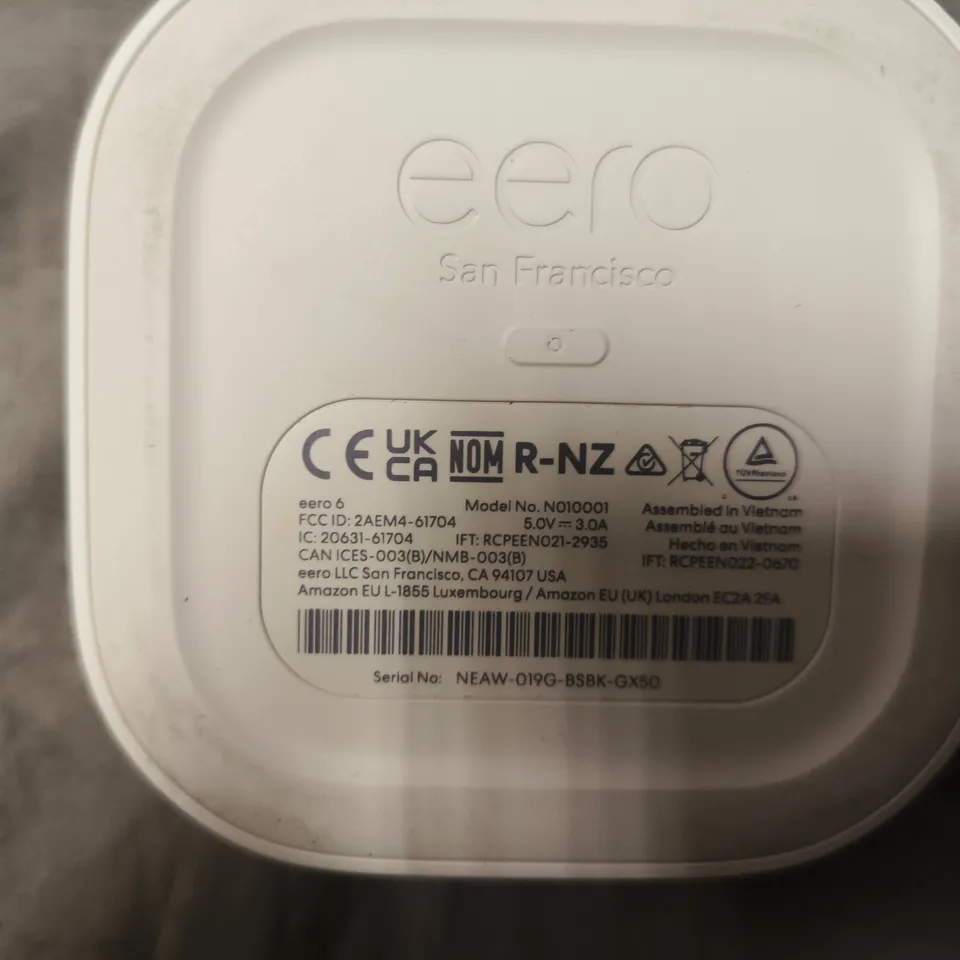 eero
San Francisco
CE UK CA NOM R-NZ TÜVRheinland
eero 6 Model No. N010001 Assembled in Vietnam
FCC ID: 2AEM4-61704 5.0V⎓3.0A Assemblé au Vietnam
IC: 20631-61704 IFT: RCPEEN021-2935 Hecho en Vietnam
CAN ICES-003(B)/NMB-003(B) IFT: RCPEEN022-0670
eero LLC San Francisco, CA 94107 USA
Amazon EU L-1855 Luxembourg / Amazon EU (UK) London EC2A 2FA
Serial No: NEAW-019G-BSBK-GX50